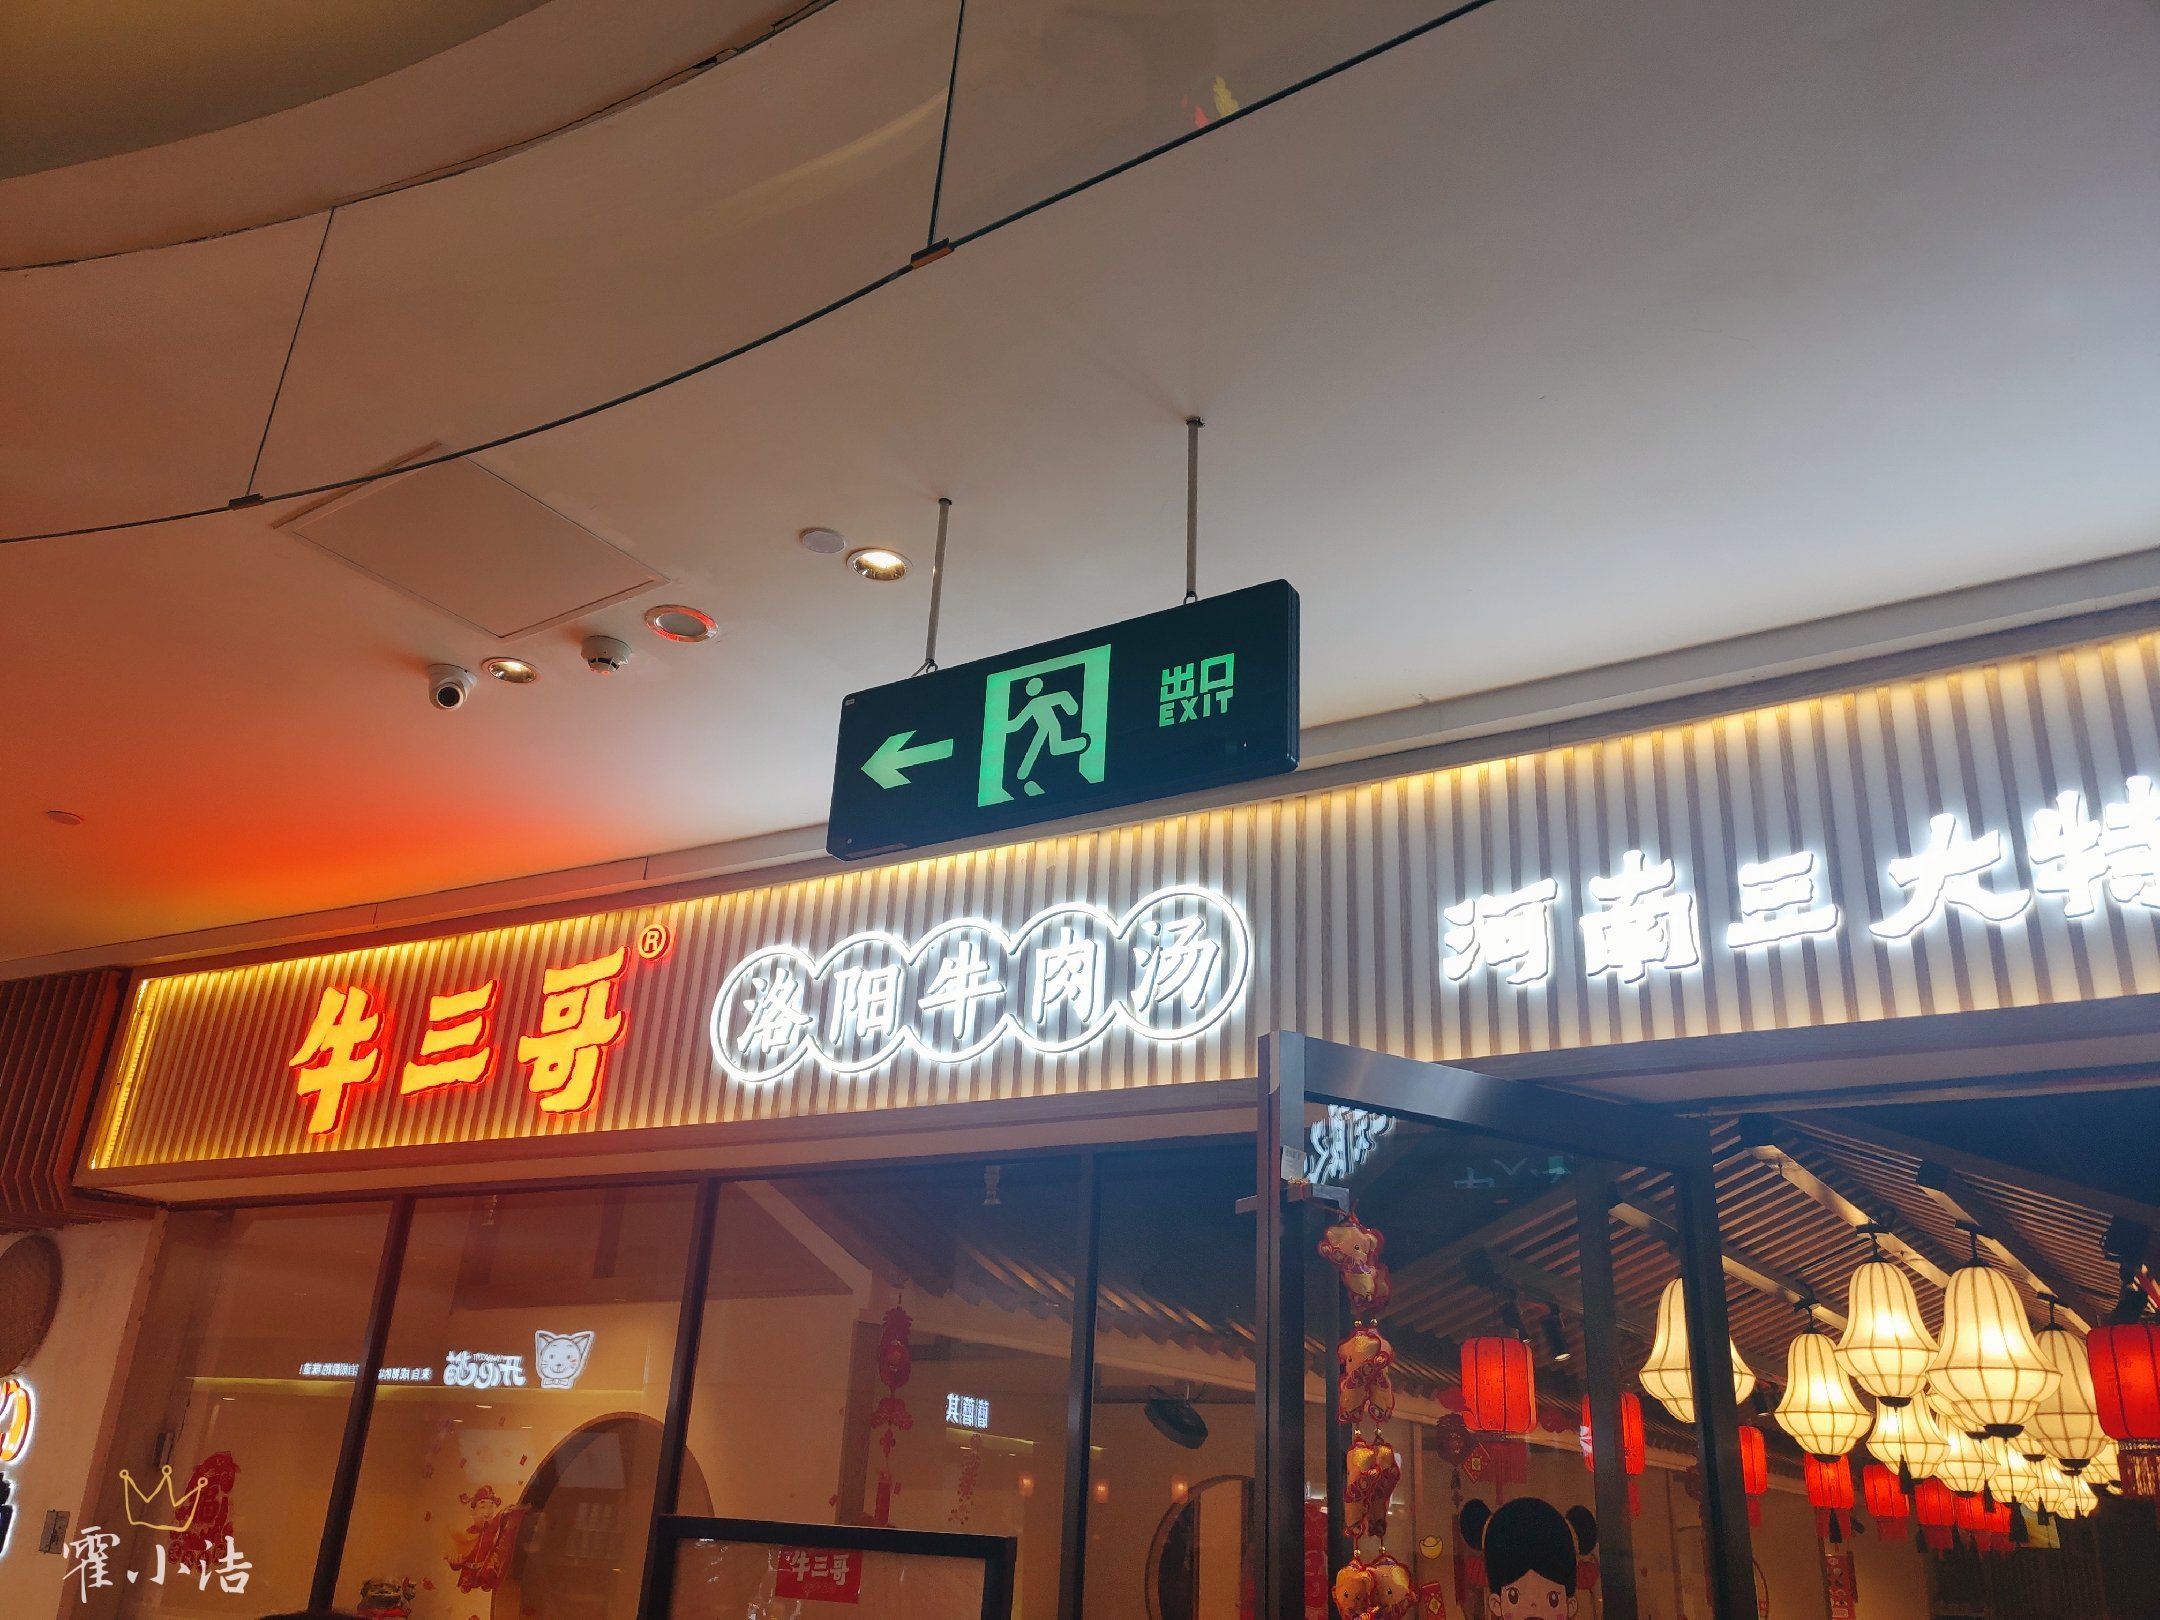 出口
EXIT
牛三哥®
洛阳牛肉汤
河南三大特
牛三哥
霍小洁